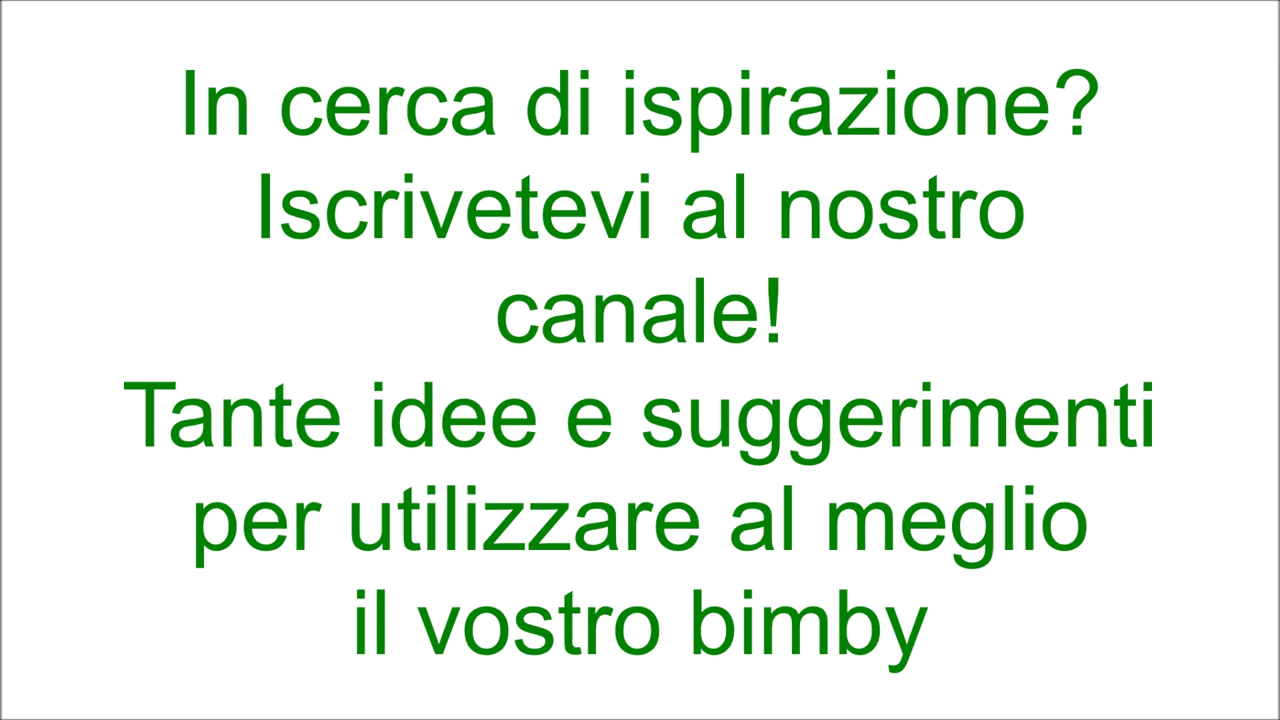 In cerca di ispirazione?
Iscrivetevi al nostro
canale!
Tante idee e suggerimenti
per utilizzare al meglio
il vostro bimby